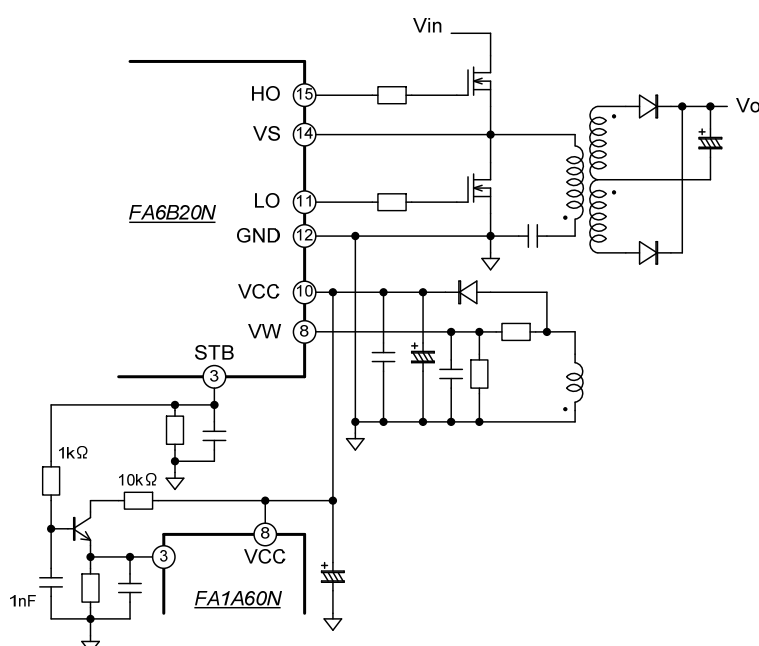 Vin
HO
15
Vo
VS
14
LO
11
FA6B20N
GND
12
VCC
10
VW
8
STB
3
1kΩ
10kΩ
8
3
VCC
1nF
FA1A60N
+
+
+